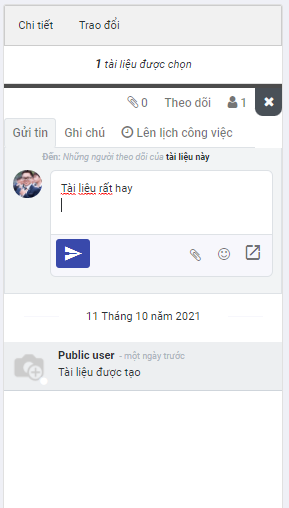 Chi tiết Trao đổi
1 tài liệu được chọn
0 Theo dõi 1
Gửi tin Ghi chú Lên lịch công việc
Đến: Những người theo dõi của tài liệu này
Tài liêu rất hay
11 Tháng 10 năm 2021
Public user - một ngày trước
Tài liệu được tạo